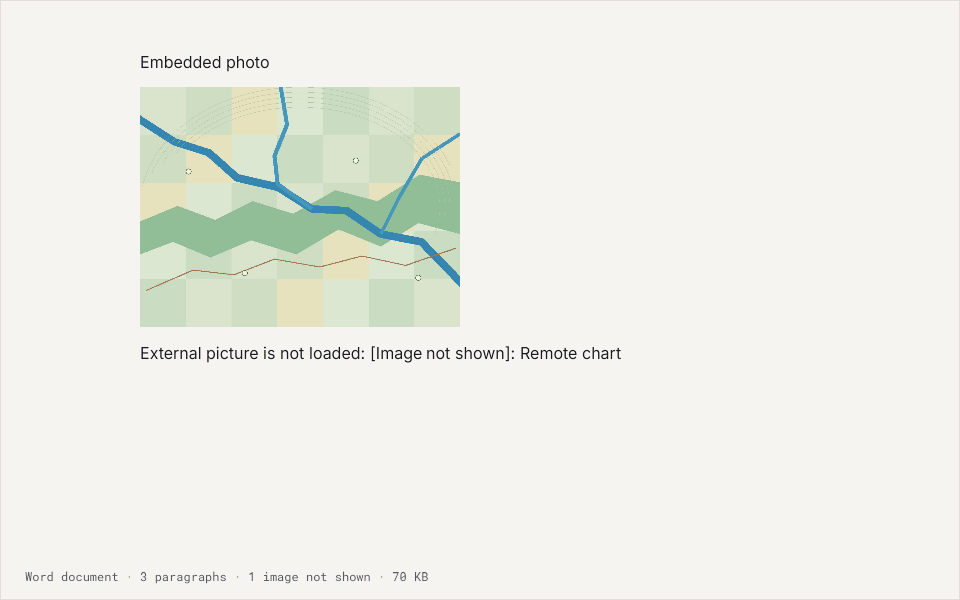 Embedded photo
External picture is not loaded: [Image not shown]: Remote chart
Word document · 3 paragraphs · 1 image not shown · 70 KB